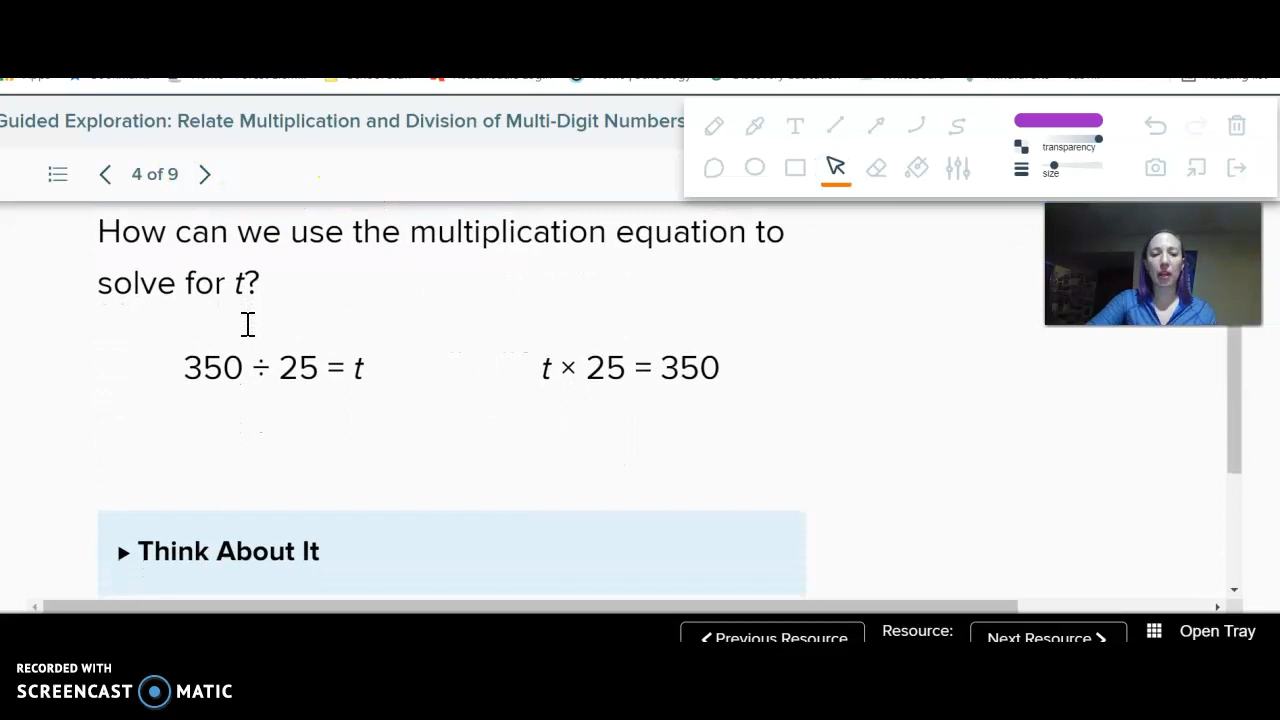 Guided Exploration: Relate Multiplication and Division of Multi-Digit Numbers
transparency
size
4 of 9
How can we use the multiplication equation to
solve for t?
350 ÷ 25 = t
t × 25 = 350
Think About It
Previous Resource
Resource:
Next Resource
Open Tray
RECORDED WITH
SCREENCAST MATIC